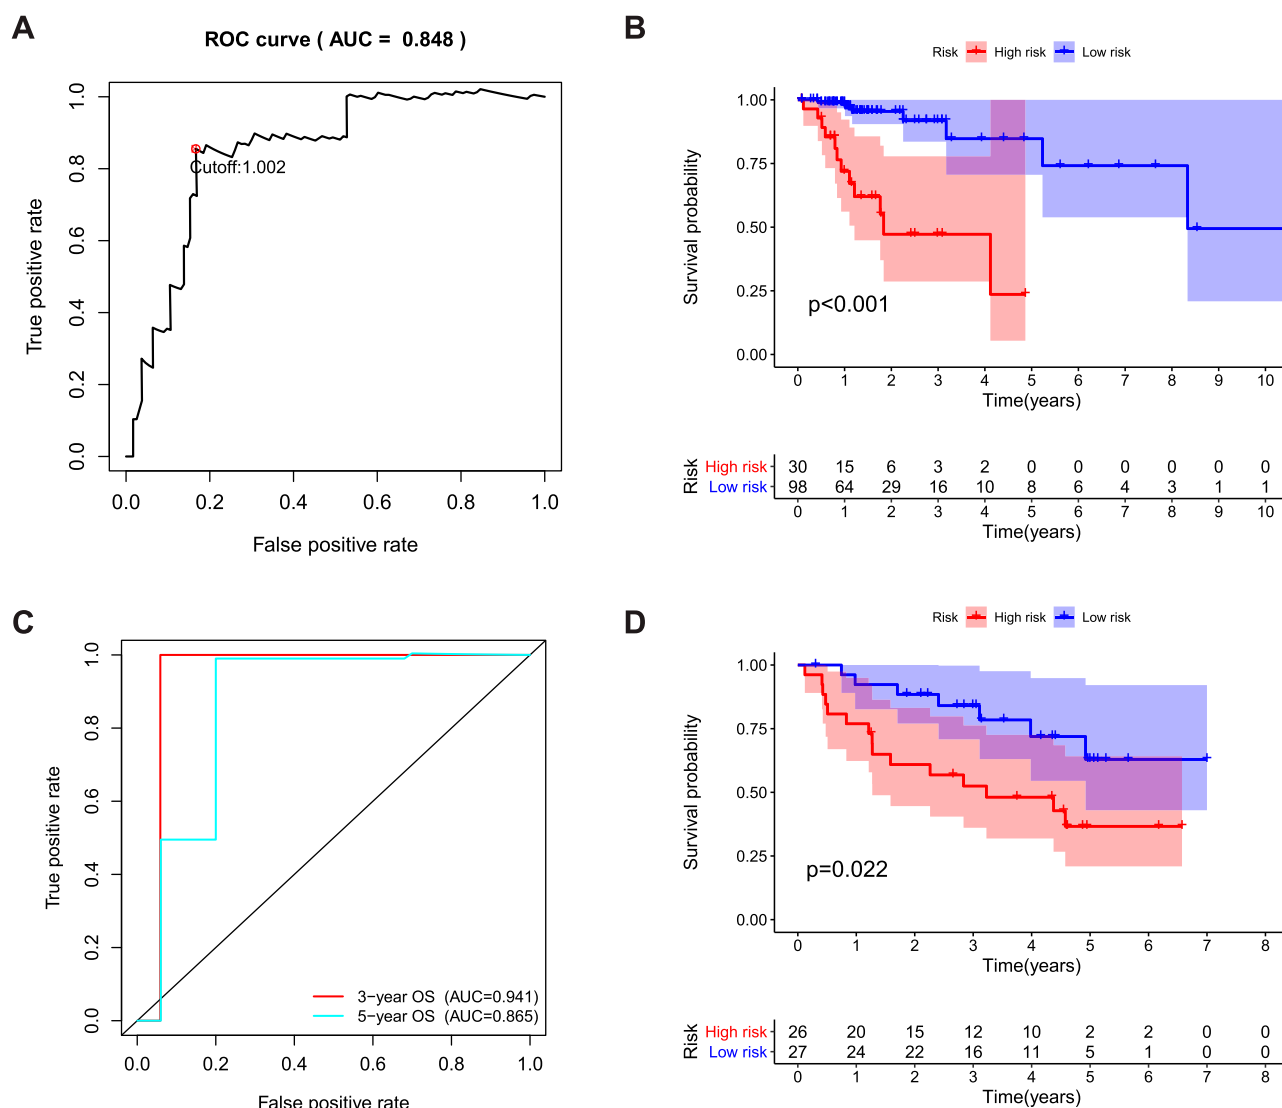 A
ROC curve ( AUC =  0.848 )
True positive rate
1.0
0.8
0.6
0.4
0.2
0.0
Cutoff:1.002
0.0 0.2 0.4 0.6 0.8 1.0
False positive rate
B
Risk High risk Low risk
Survival probability
1.00
0.75
0.50
0.25
0.00
p<0.001
0 1 2 3 4 5 6 7 8 9 10
Time(years)
Risk
High risk 30 15 6 3 2 0 0 0 0 0 0
Low risk 98 64 29 16 10 8 6 4 3 1 1
0 1 2 3 4 5 6 7 8 9 10
Time(years)
C
True positive rate
1.0
0.8
0.6
0.4
0.2
0.0
3−year OS  (AUC=0.941)
5−year OS  (AUC=0.865)
0.0 0.2 0.4 0.6 0.8 1.0
False positive rate
D
Risk High risk Low risk
Survival probability
1.00
0.75
0.50
0.25
0.00
p=0.022
0 1 2 3 4 5 6 7 8
Time(years)
Risk
High risk 26 20 15 12 10 2 2 0 0
Low risk 27 24 22 16 11 5 1 0 0
0 1 2 3 4 5 6 7 8
Time(years)